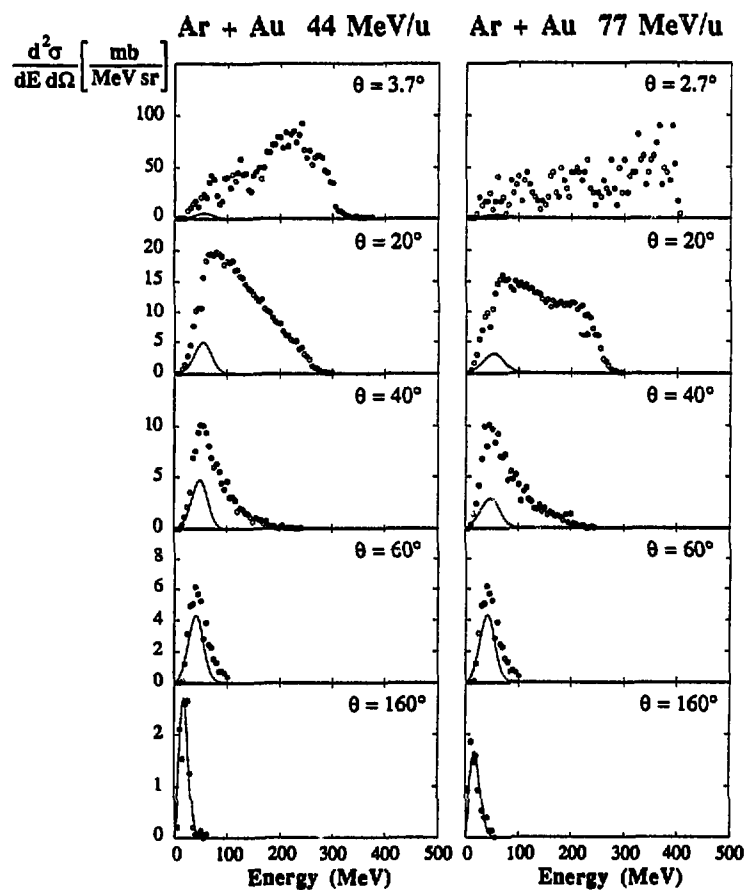 Ar + Au 44 MeV/u
Ar + Au 77 MeV/u
d²σ
dE dΩ
[mb
MeV sr]
θ = 3.7°
θ = 2.7°
100
50
0
θ = 20°
θ = 20°
20
15
10
5
0
θ = 40°
θ = 40°
10
5
0
θ = 60°
θ = 60°
8
6
4
2
0
θ = 160°
θ = 160°
2
1
0
0 100 200 300 400 500
0 100 200 300 400 500
Energy (MeV)
Energy (MeV)